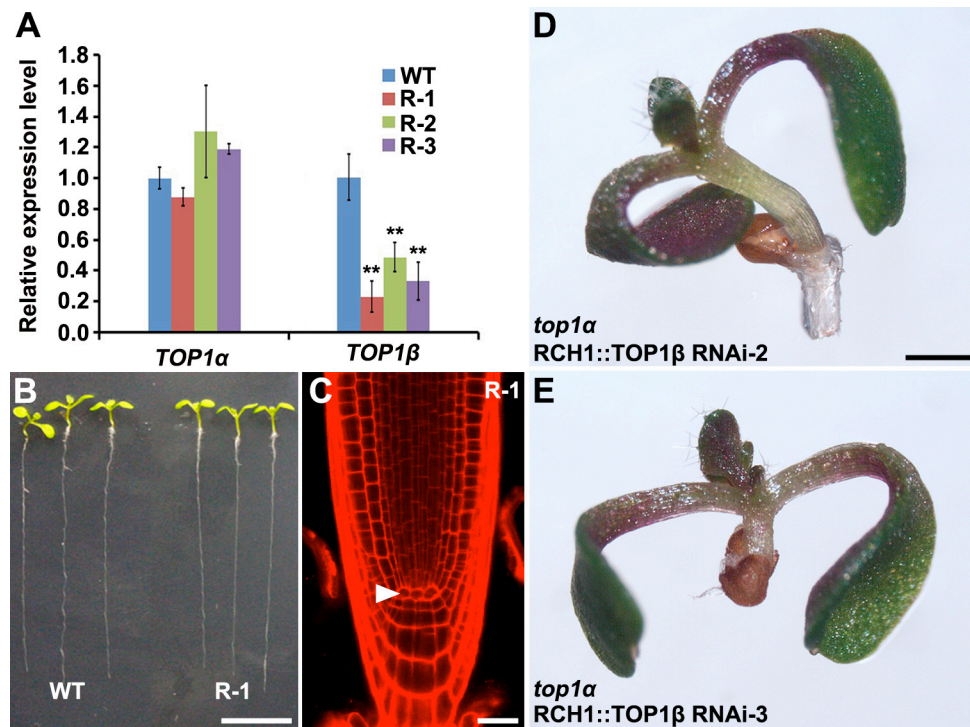 A
Relative expression level
1.8
1.6
1.4
1.2
1.0
0.8
0.6
0.4
0.2
0.0
WT
R-1
R-2
R-3
**
**
**
TOP1α
TOP1β
B
WT
R-1
C
R-1
D
top1α
RCH1::TOP1β RNAi-2
E
top1α
RCH1::TOP1β RNAi-3